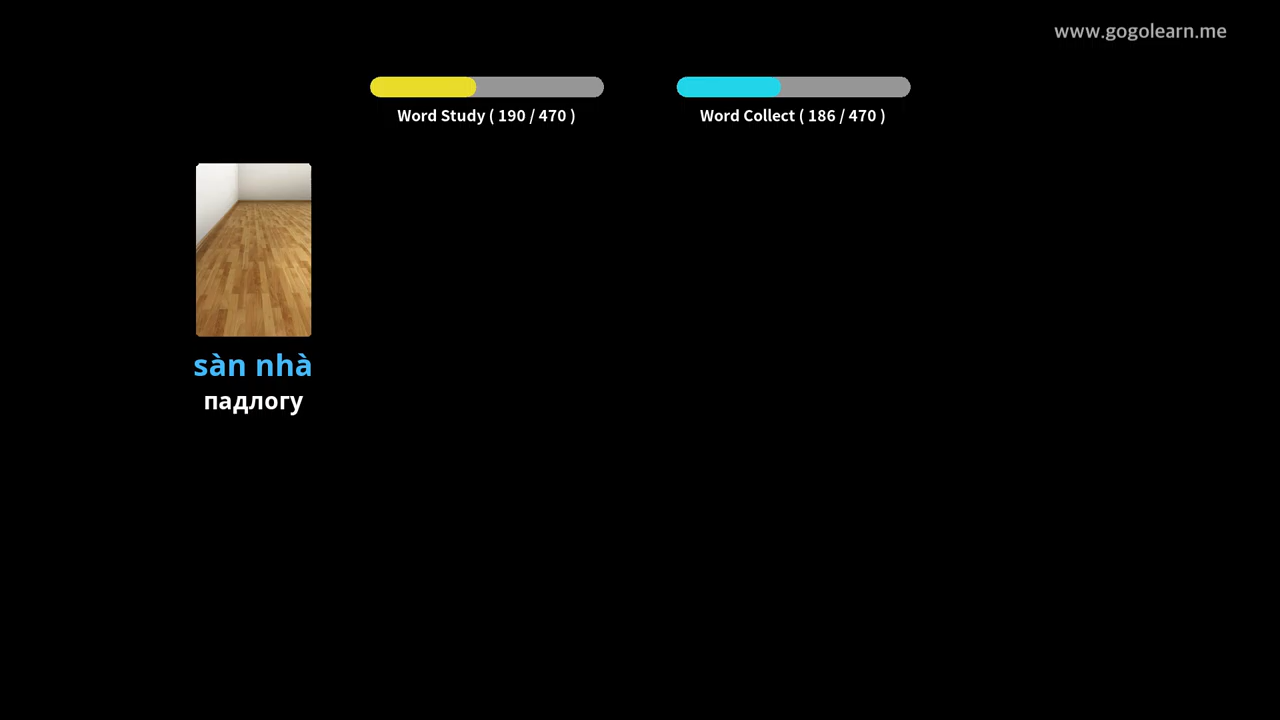 www.gogolearn.me
Word Study ( 190 / 470 )
Word Collect ( 186 / 470 )
sàn nhà
падлогу